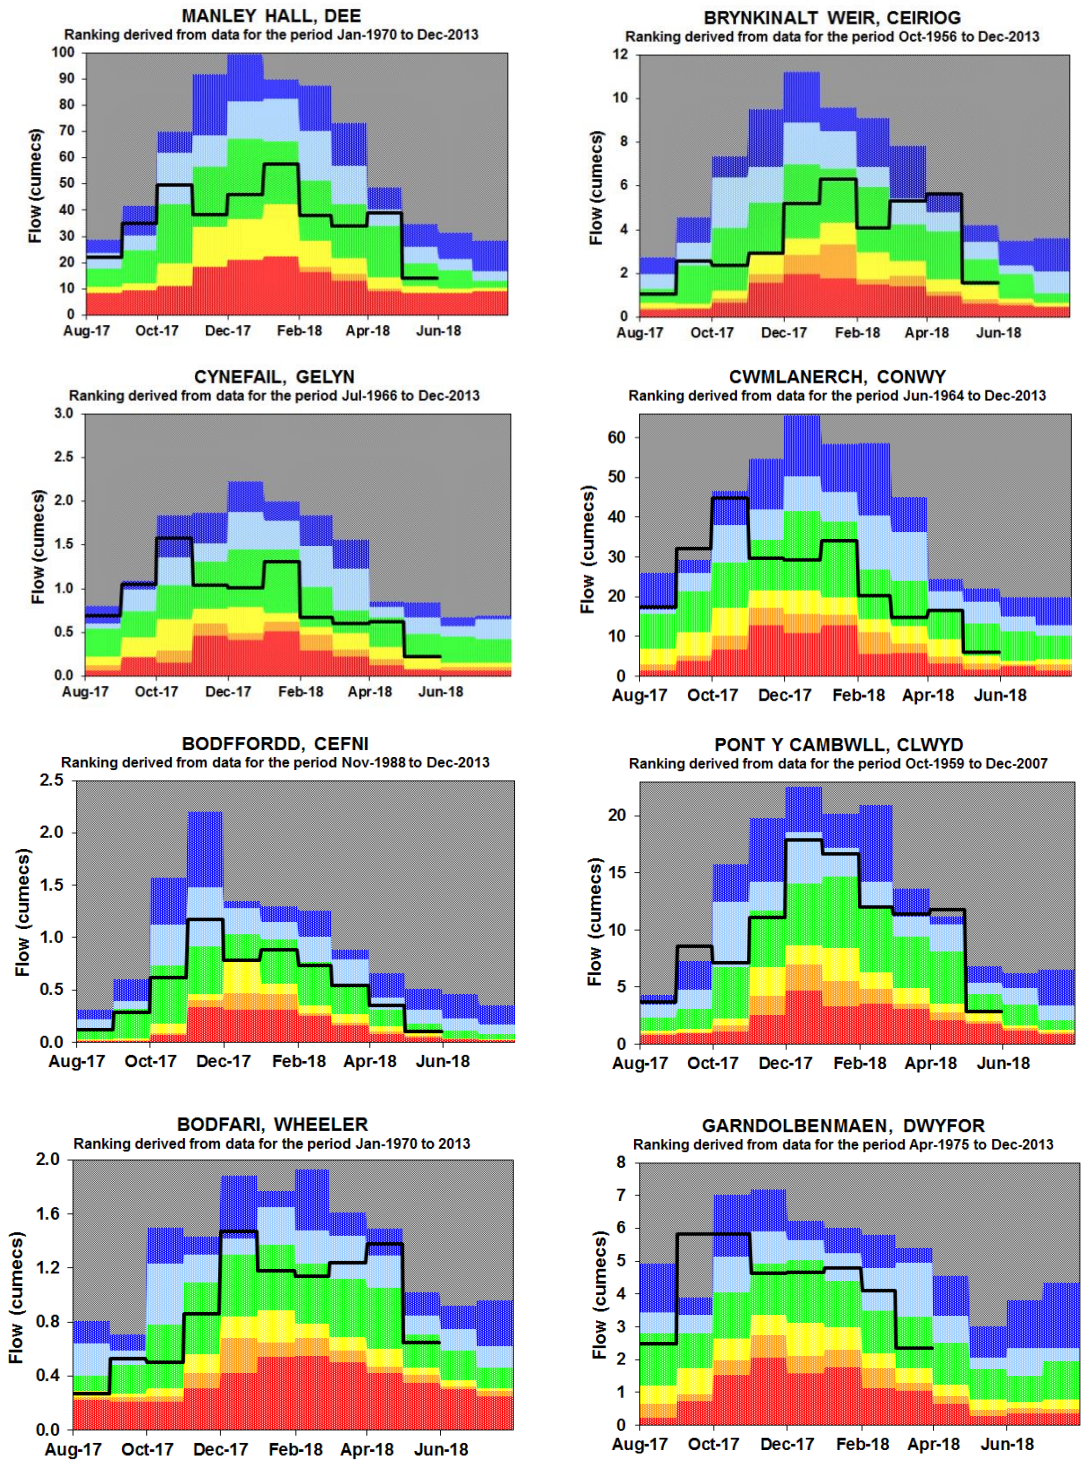 MANLEY HALL, DEE
Ranking derived from data for the period Jan-1970 to Dec-2013
Flow (cumecs)
100
90
80
70
60
50
40
30
20
10
0
Aug-17 Oct-17 Dec-17 Feb-18 Apr-18 Jun-18
BRYNKINALT WEIR, CEIRIOG
Ranking derived from data for the period Oct-1956 to Dec-2013
Flow (cumecs)
12
10
8
6
4
2
0
Aug-17 Oct-17 Dec-17 Feb-18 Apr-18 Jun-18
CYNEFAIL, GELYN
Ranking derived from data for the period Jul-1966 to Dec-2013
Flow (cumecs)
3.0
2.5
2.0
1.5
1.0
0.5
0.0
Aug-17 Oct-17 Dec-17 Feb-18 Apr-18 Jun-18
CWMLANERCH, CONWY
Ranking derived from data for the period Jun-1964 to Dec-2013
Flow (cumecs)
60
50
40
30
20
10
0
Aug-17 Oct-17 Dec-17 Feb-18 Apr-18 Jun-18
BODFFORDD, CEFNI
Ranking derived from data for the period Nov-1988 to Dec-2013
Flow (cumecs)
2.5
2.0
1.5
1.0
0.5
0.0
Aug-17 Oct-17 Dec-17 Feb-18 Apr-18 Jun-18
PONT Y CAMBWLL, CLWYD
Ranking derived from data for the period Oct-1959 to Dec-2007
Flow (cumecs)
20
15
10
5
0
Aug-17 Oct-17 Dec-17 Feb-18 Apr-18 Jun-18
BODFARI, WHEELER
Ranking derived from data for the period Jan-1970 to 2013
Flow (cumecs)
2.0
1.6
1.2
0.8
0.4
0.0
Aug-17 Oct-17 Dec-17 Feb-18 Apr-18 Jun-18
GARNDOLBENMAEN, DWYFOR
Ranking derived from data for the period Apr-1975 to Dec-2013
Flow (cumecs)
8
7
6
5
4
3
2
1
0
Aug-17 Oct-17 Dec-17 Feb-18 Apr-18 Jun-18